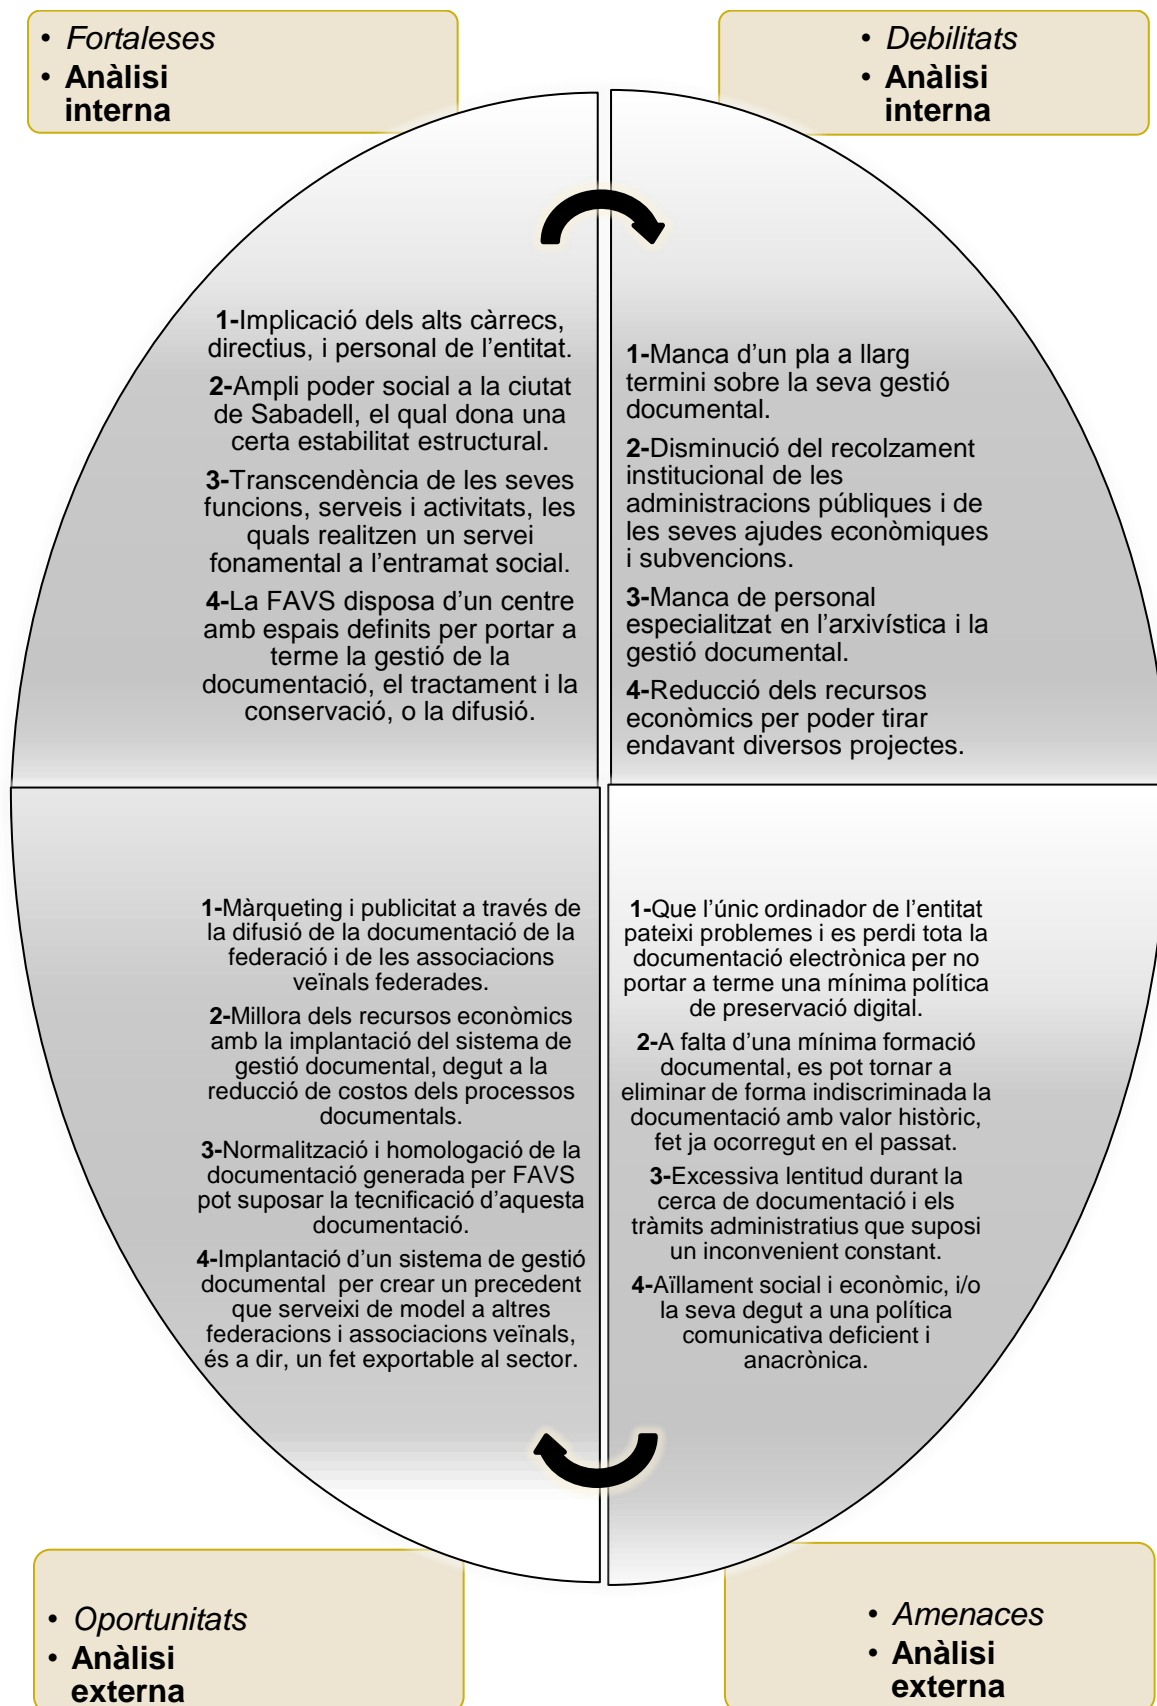 • Fortaleses
• Anàlisi
interna
• Debilitats
• Anàlisi
interna
1-Implicació dels alts càrrecs,
directius, i personal de l’entitat.
2-Ampli poder social a la ciutat
de Sabadell, el qual dona una
certa estabilitat estructural.
3-Transcendència de les seves
funcions, serveis i activitats, les
quals realitzen un servei
fonamental a l’entramat social.
4-La FAVS disposa d’un centre
amb espais definits per portar a
terme la gestió de la
documentació, el tractament i la
conservació, o la difusió.
1-Manca d’un pla a llarg
termini sobre la seva gestió
documental.
2-Disminució del recolzament
institucional de les
administracions públiques i de
les seves ajudes econòmiques
i subvencions.
3-Manca de personal
especialitzat en l’arxivística i la
gestió documental.
4-Reducció dels recursos
econòmics per poder tirar
endavant diversos projectes.
1-Màrqueting i publicitat a través de
la difusió de la documentació de la
federació i de les associacions
veïnals federades.
2-Millora dels recursos econòmics
amb la implantació del sistema de
gestió documental, degut a la
reducció de costos dels processos
documentals.
3-Normalització i homologació de la
documentació generada per FAVS
pot suposar la tecnificació d’aquesta
documentació.
4-Implantació d’un sistema de gestió
documental per crear un precedent
que serveixi de model a altres
federacions i associacions veïnals,
és a dir, un fet exportable al sector.
1-Que l’únic ordinador de l’entitat
pateixi problemes i es perdi tota la
documentació electrònica per no
portar a terme una mínima política
de preservació digital.
2-A falta d’una mínima formació
documental, es pot tornar a
eliminar de forma indiscriminada la
documentació amb valor històric,
fet ja ocorregut en el passat.
3-Excessiva lentitud durant la
cerca de documentació i els
tràmits administratius que suposi
un inconvenient constant.
4-Aïllament social i econòmic, i/o
la seva degut a una política
comunicativa deficient i
anacrònica.
• Oportunitats
• Anàlisi
externa
• Amenaces
• Anàlisi
externa